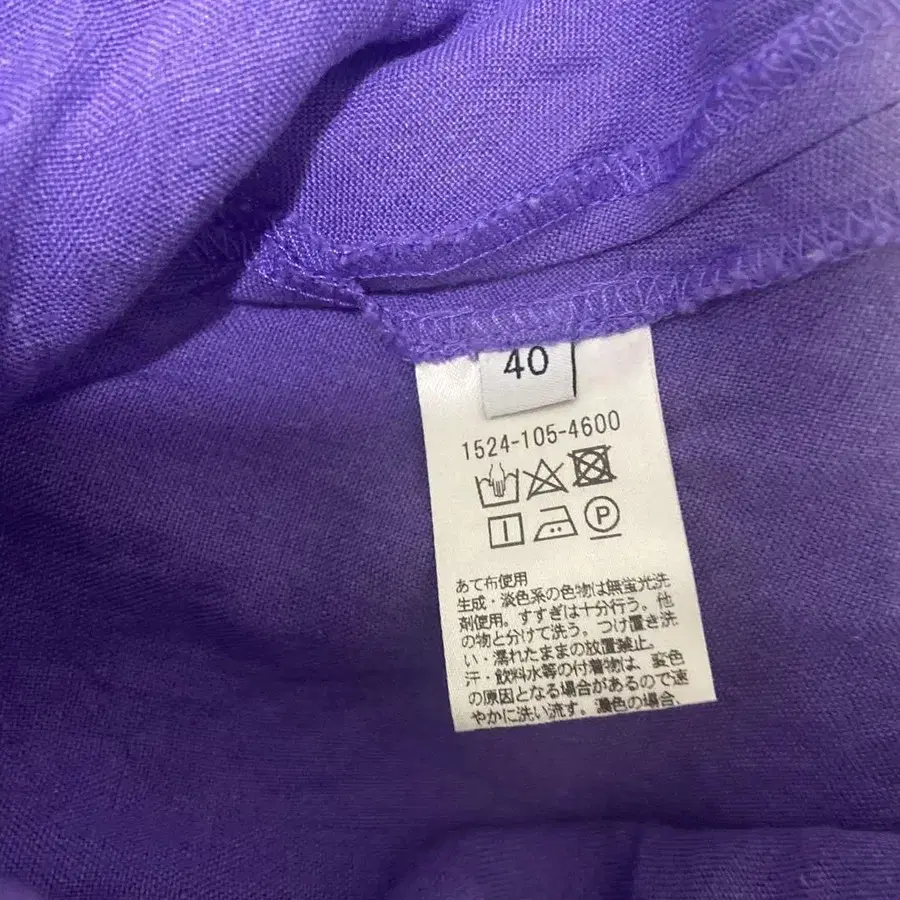 40
1524-105-4600
P
あて布使用
生成・淡色系の色物は無蛍光洗
剤使用。すすぎは十分行う。他
の物と分けて洗う。つけ置き洗
い・濡れたままの放置禁止。
汗・飲料水等の付着物は、変色
の原因となる場合があるので速
やかに洗い流す。濃色の場合、